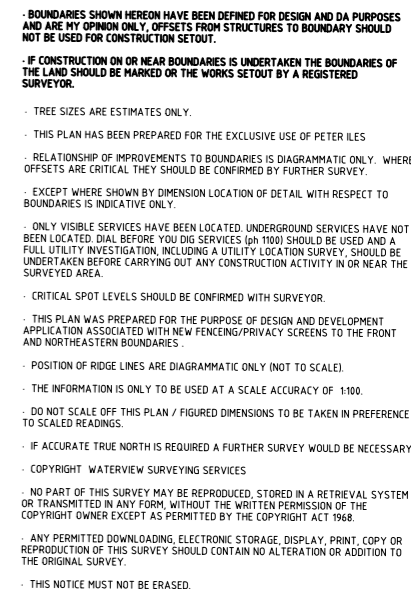 · BOUNDARIES SHOWN HEREON HAVE BEEN DEFINED FOR DESIGN AND DA PURPOSES
AND ARE MY OPINION ONLY, OFFSETS FROM STRUCTURES TO BOUNDARY SHOULD
NOT BE USED FOR CONSTRUCTION SETOUT.
· IF CONSTRUCTION ON OR NEAR BOUNDARIES IS UNDERTAKEN THE BOUNDARIES OF
THE LAND SHOULD BE MARKED OR THE WORKS SETOUT BY A REGISTERED
SURVEYOR.
· TREE SIZES ARE ESTIMATES ONLY.
· THIS PLAN HAS BEEN PREPARED FOR THE EXCLUSIVE USE OF PETER ILES
· RELATIONSHIP OF IMPROVEMENTS TO BOUNDARIES IS DIAGRAMMATIC ONLY. WHERE
OFFSETS ARE CRITICAL THEY SHOULD BE CONFIRMED BY FURTHER SURVEY.
· EXCEPT WHERE SHOWN BY DIMENSION LOCATION OF DETAIL WITH RESPECT TO
BOUNDARIES IS INDICATIVE ONLY.
· ONLY VISIBLE SERVICES HAVE BEEN LOCATED. UNDERGROUND SERVICES HAVE NOT
BEEN LOCATED. DIAL BEFORE YOU DIG SERVICES (ph 1100) SHOULD BE USED AND A
FULL UTILITY INVESTIGATION, INCLUDING A UTILITY LOCATION SURVEY, SHOULD BE
UNDERTAKEN BEFORE CARRYING OUT ANY CONSTRUCTION ACTIVITY IN OR NEAR THE
SURVEYED AREA.
· CRITICAL SPOT LEVELS SHOULD BE CONFIRMED WITH SURVEYOR.
· THIS PLAN WAS PREPARED FOR THE PURPOSE OF DESIGN AND DEVELOPMENT
APPLICATION ASSOCIATED WITH NEW FENCING/PRIVACY SCREENS TO THE FRONT
AND NORTHEASTERN BOUNDARIES .
· POSITION OF RIDGE LINES ARE DIAGRAMMATIC ONLY (NOT TO SCALE).
· THE INFORMATION IS ONLY TO BE USED AT A SCALE ACCURACY OF 1:100.
· DO NOT SCALE OFF THIS PLAN / FIGURED DIMENSIONS TO BE TAKEN IN PREFERENCE
TO SCALED READINGS.
· IF ACCURATE TRUE NORTH IS REQUIRED A FURTHER SURVEY WOULD BE NECESSARY
· COPYRIGHT WATERVIEW SURVEYING SERVICES
· NO PART OF THIS SURVEY MAY BE REPRODUCED, STORED IN A RETRIEVAL SYSTEM
OR TRANSMITTED IN ANY FORM, WITHOUT THE WRITTEN PERMISSION OF THE
COPYRIGHT OWNER EXCEPT AS PERMITTED BY THE COPYRIGHT ACT 1968.
· ANY PERMITTED DOWNLOADING, ELECTRONIC STORAGE, DISPLAY, PRINT, COPY OR
REPRODUCTION OF THIS SURVEY SHOULD CONTAIN NO ALTERATION OR ADDITION TO
THE ORIGINAL SURVEY.
· THIS NOTICE MUST NOT BE ERASED.